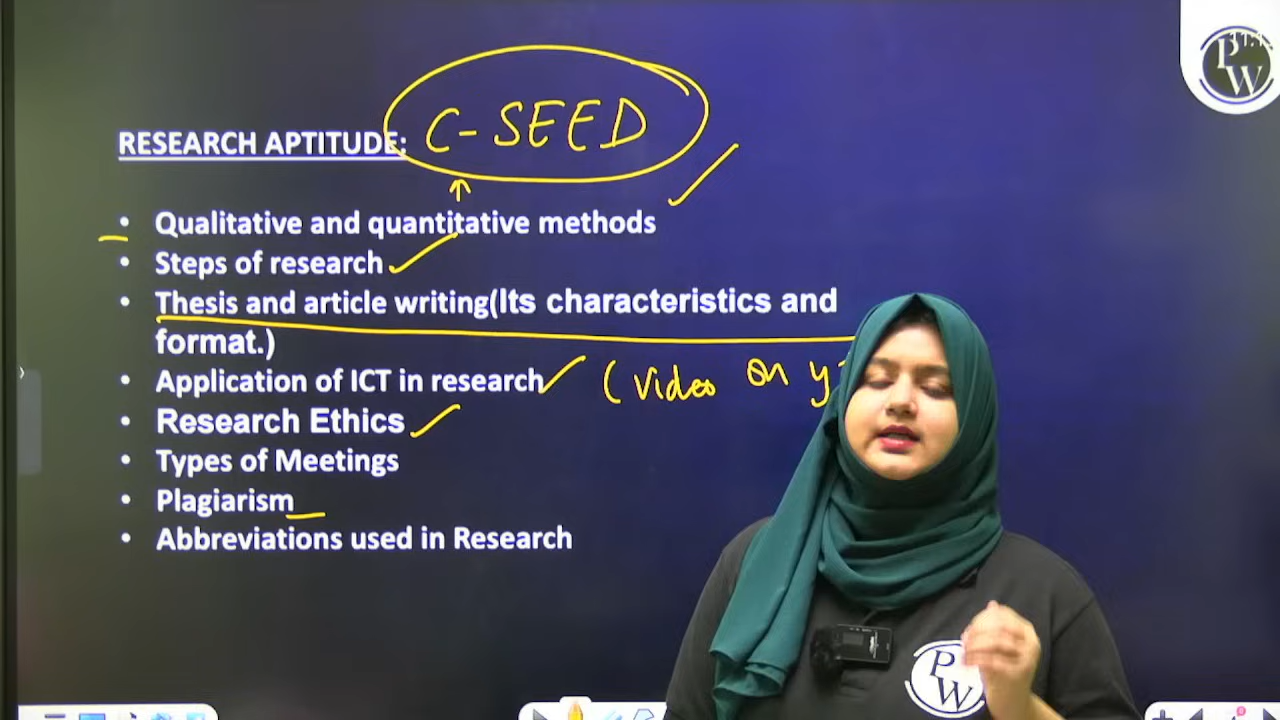 PW
C-SEED
RESEARCH APTITUDE:
• Qualitative and quantitative methods
• Steps of research
• Thesis and article writing(Its characteristics and
format.)
• Application of ICT in research (Video on y
• Research Ethics
• Types of Meetings
• Plagiarism
• Abbreviations used in Research
PW